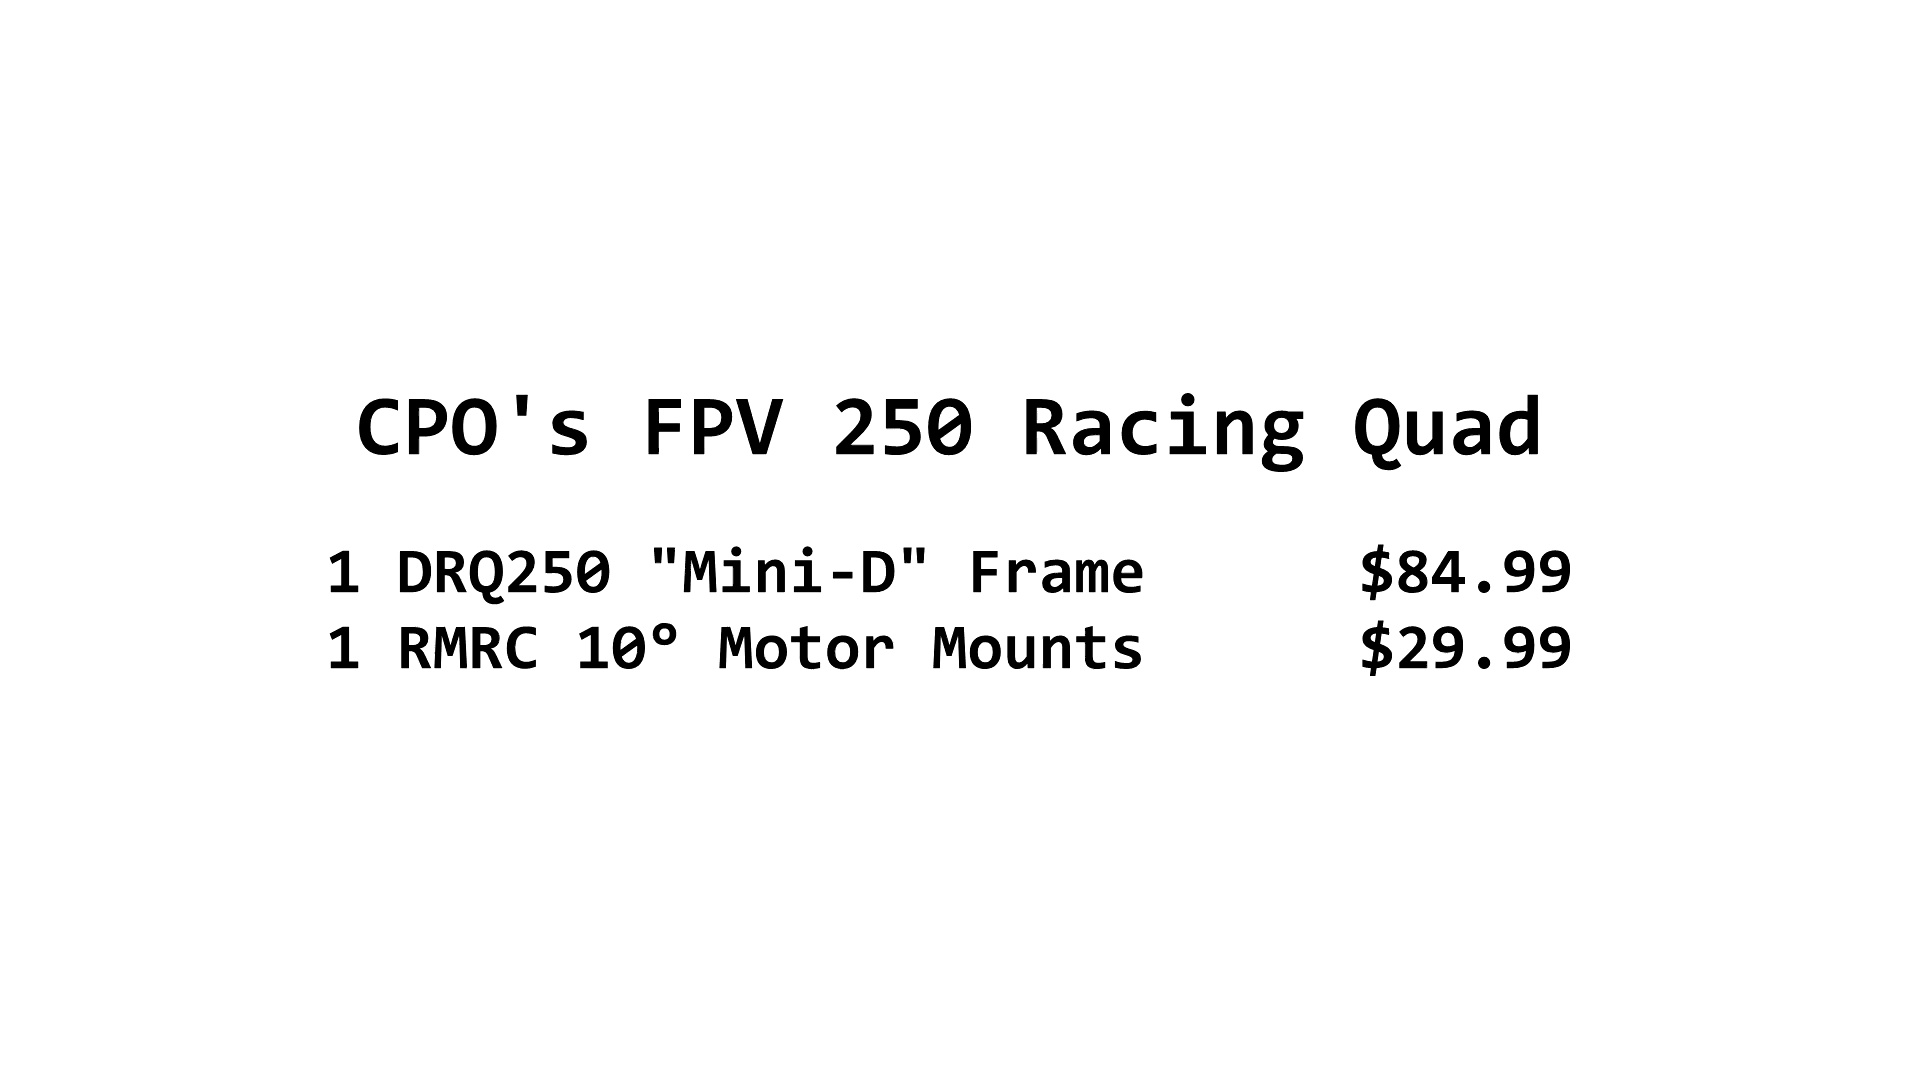 CPO's FPV 250 Racing Quad
1 DRQ250 "Mini-D" Frame $84.99
1 RMRC 10º Motor Mounts $29.99